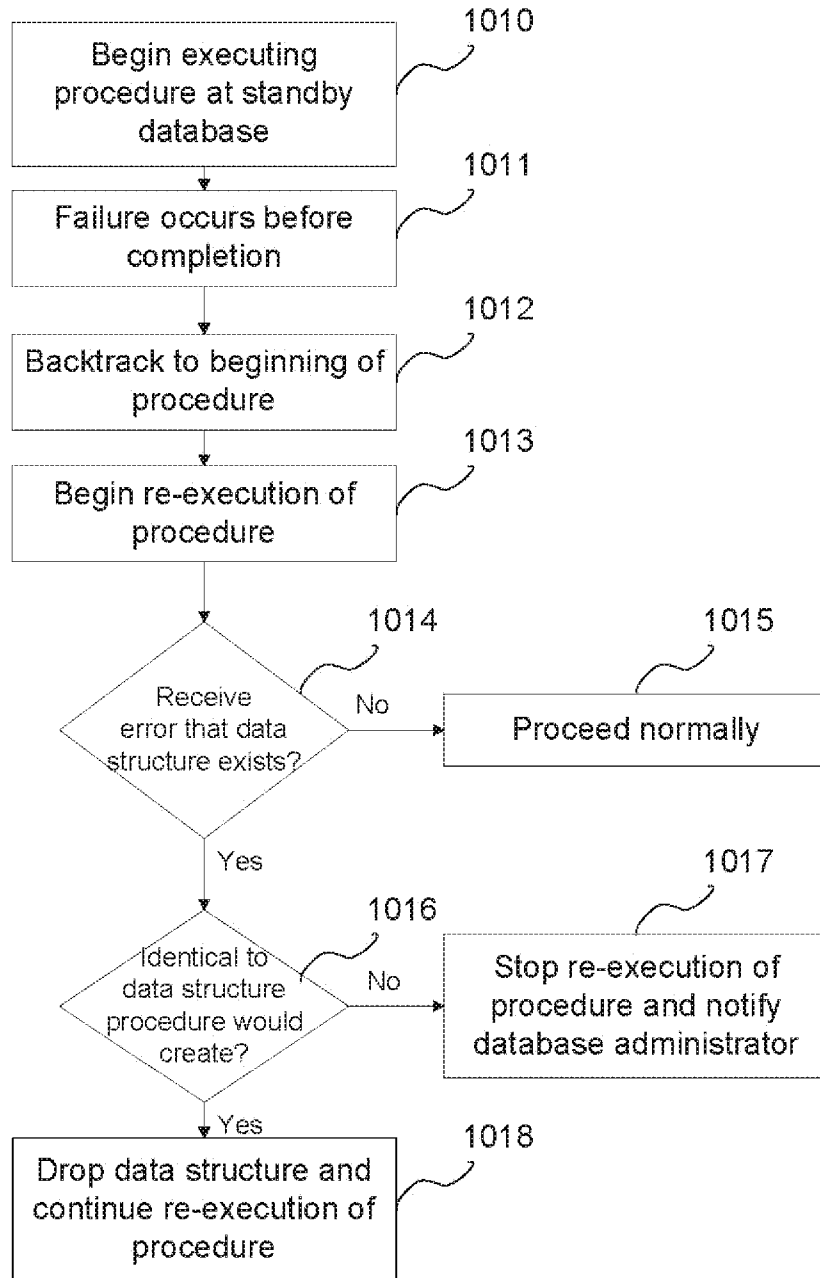 1010
Begin executing
procedure at standby
database
1011
Failure occurs before
completion
1012
Backtrack to beginning of
procedure
1013
Begin re-execution of
procedure
1014
Receive
error that data
structure exists?
No
1015
Proceed normally
Yes
1016
Identical to
data structure
procedure would
create?
No
1017
Stop re-execution of
procedure and notify
database administrator
Yes
1018
Drop data structure and
continue re-execution of
procedure